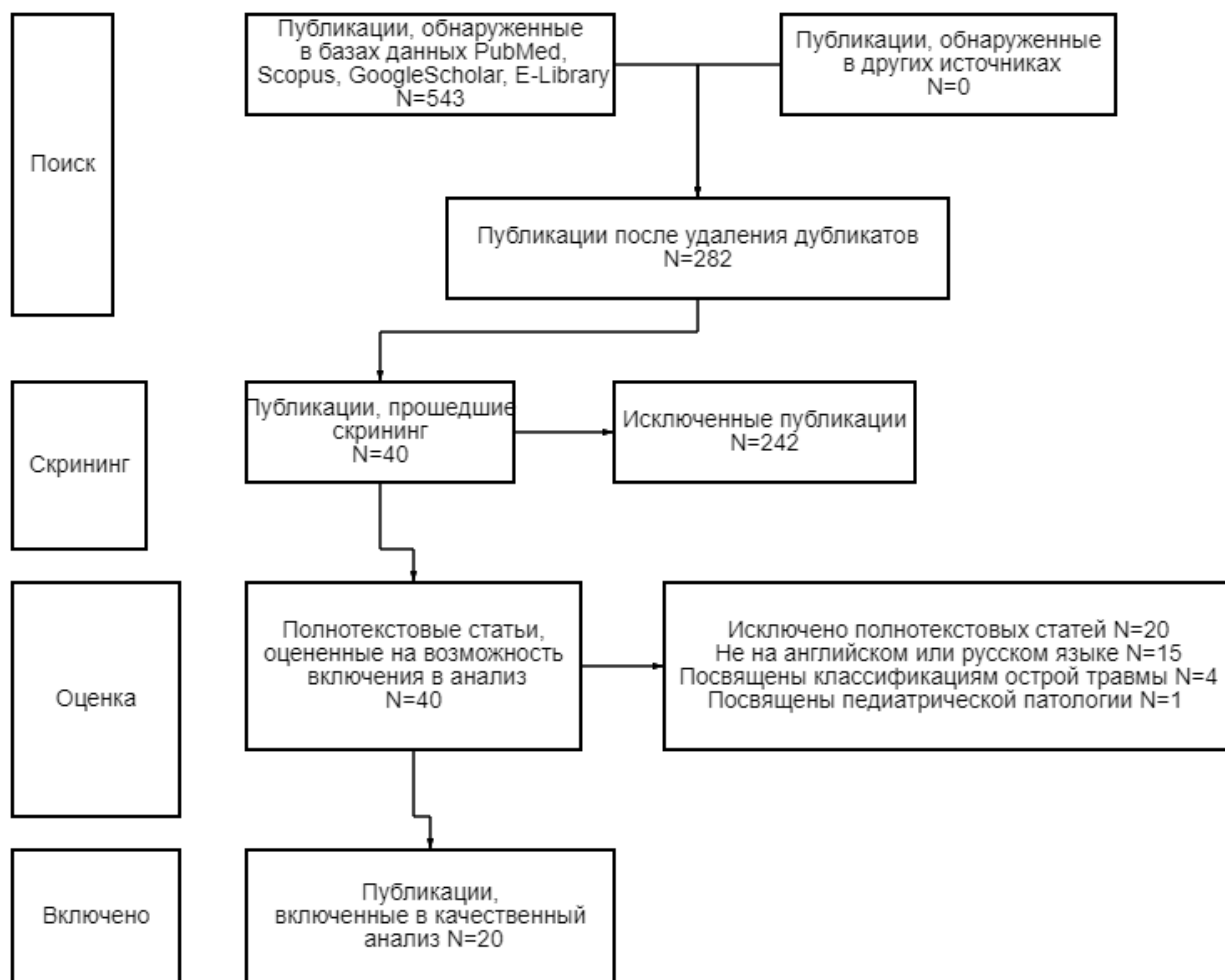 Публикации, обнаруженные
в базах данных PubMed,
Scopus, GoogleScholar, E-Library
N=543
Публикации, обнаруженные
в других источниках
N=0
Поиск
Публикации после удаления дубликатов
N=282
Скрининг
Публикации, прошедшие
скрининг
N=40
Исключенные публикации
N=242
Оценка
Полнотекстовые статьи,
оцененные на возможность
включения в анализ
N=40
Исключено полнотекстовых статей N=20
Не на английском или русском языке N=15
Посвящены классификациям острой травмы N=4
Посвящены педиатрической патологии N=1
Включено
Публикации,
включенные в качественный
анализ N=20